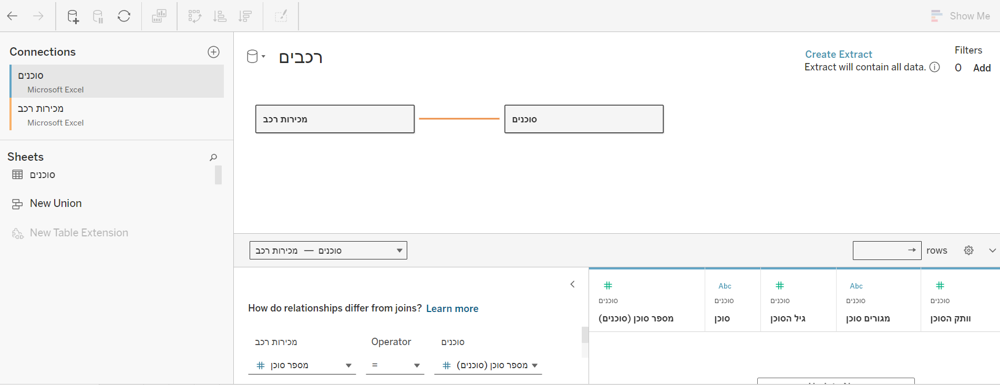 Show Me
Connections
סוכנים
Microsoft Excel
מכירות רכב
Microsoft Excel
Sheets
סוכנים
New Union
New Table Extension
רכבים
Create Extract
Extract will contain all data.
Filters
0 Add
מכירות רכב
סוכנים
מכירות רכב — סוכנים
rows
How do relationships differ from joins? Learn more
מכירות רכב Operator סוכנים
# מספר סוכן = # מספר סוכן (סוכנים)
# Abc # Abc #
סוכנים סוכנים סוכנים סוכנים סוכנים
מספר סוכן (סוכנים) סוכן גיל הסוכן מגורים סוכן וותק הסוכן